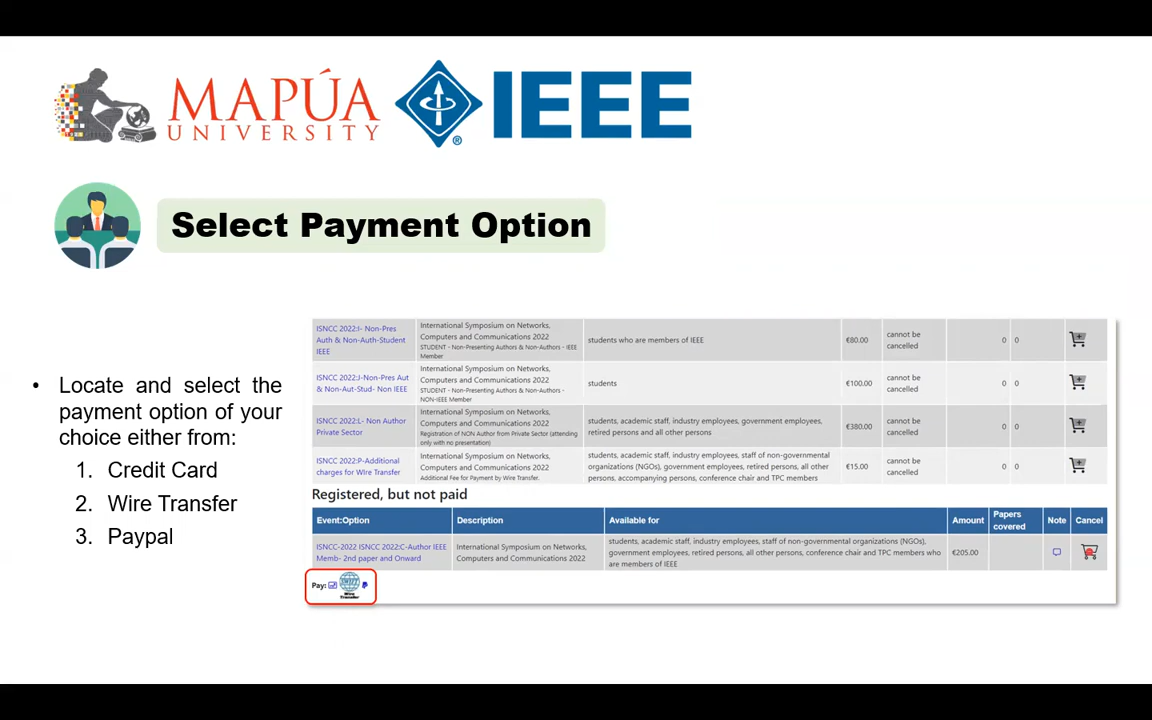 MAPÚA
UNIVERSITY
IEEE
®
Select Payment Option
• Locate and select the
payment option of your
choice either from:
1. Credit Card
2. Wire Transfer
3. Paypal
ISNCC 2022:I- Non-Pres
Auth & Non-Auth-Student
IEEE
International Symposium on Networks,
Computers and Communications 2022
STUDENT - Non-Presenting Authors & Non-Authors - IEEE
Member
students who are members of IEEE
€80.00
cannot be
cancelled
0 0
ISNCC 2022:J-Non-Pres Aut
& Non-Aut-Stud- Non IEEE
International Symposium on Networks,
Computers and Communications 2022
STUDENT - Non-Presenting Authors & Non-Authors -
NON-IEEE Member
students
€100.00
cannot be
cancelled
0 0
ISNCC 2022:L- Non Author
Private Sector
International Symposium on Networks,
Computers and Communications 2022
Registration of NON Author from Private Sector (attending
only with no presentation)
students, academic staff, industry employees, government employees,
retired persons and all other persons
€380.00
cannot be
cancelled
0 0
ISNCC 2022:P-Additional
charges for WIre Transfer
International Symposium on Networks,
Computers and Communications 2022
Additional Fee for Payment by Wire Transfer.
students, academic staff, industry employees, staff of non-governmental
organizations (NGOs), government employees, retired persons, all other
persons, accompanying persons, conference chair and TPC members
€15.00
cannot be
cancelled
0 0
Registered, but not paid
Event:Option
Description
Available for
Amount
Papers
covered
Note
Cancel
ISNCC-2022 ISNCC 2022:C-Author IEEE
Memb- 2nd paper and Onward
International Symposium on Networks,
Computers and Communications 2022
students, academic staff, industry employees, staff of non-governmental organizations (NGOs),
government employees, retired persons, all other persons, conference chair and TPC members who
are members of IEEE
€205.00
Pay:
Wire
Transfer